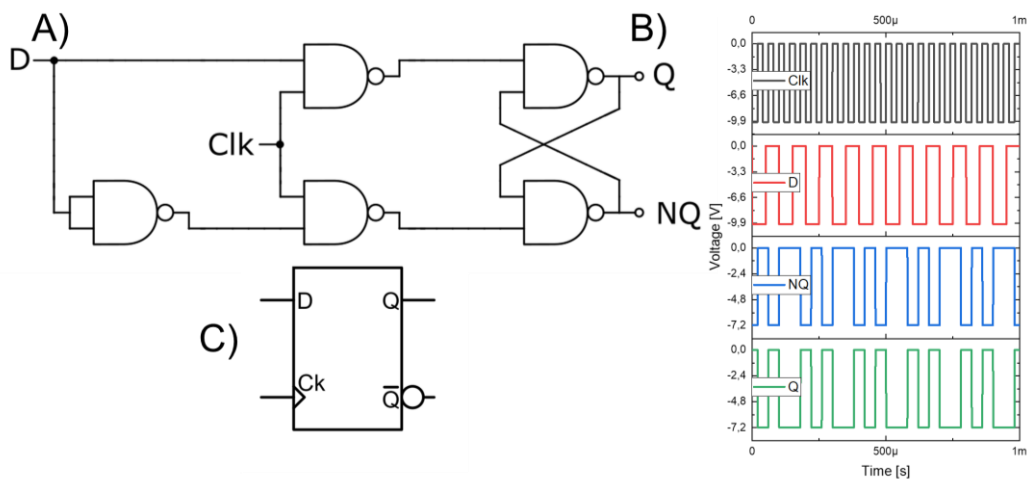 A)
D
Clk
Q
NQ
C)
D
Q
Ck
Q̅
B)
0
500µ
1m
0,0
-3,3
-6,6
-9,9
Clk
0,0
-3,3
-6,6
-9,9
D
0,0
-2,4
-4,8
-7,2
NQ
0,0
-2,4
-4,8
-7,2
Q
Voltage [V]
0
500µ
1m
Time [s]